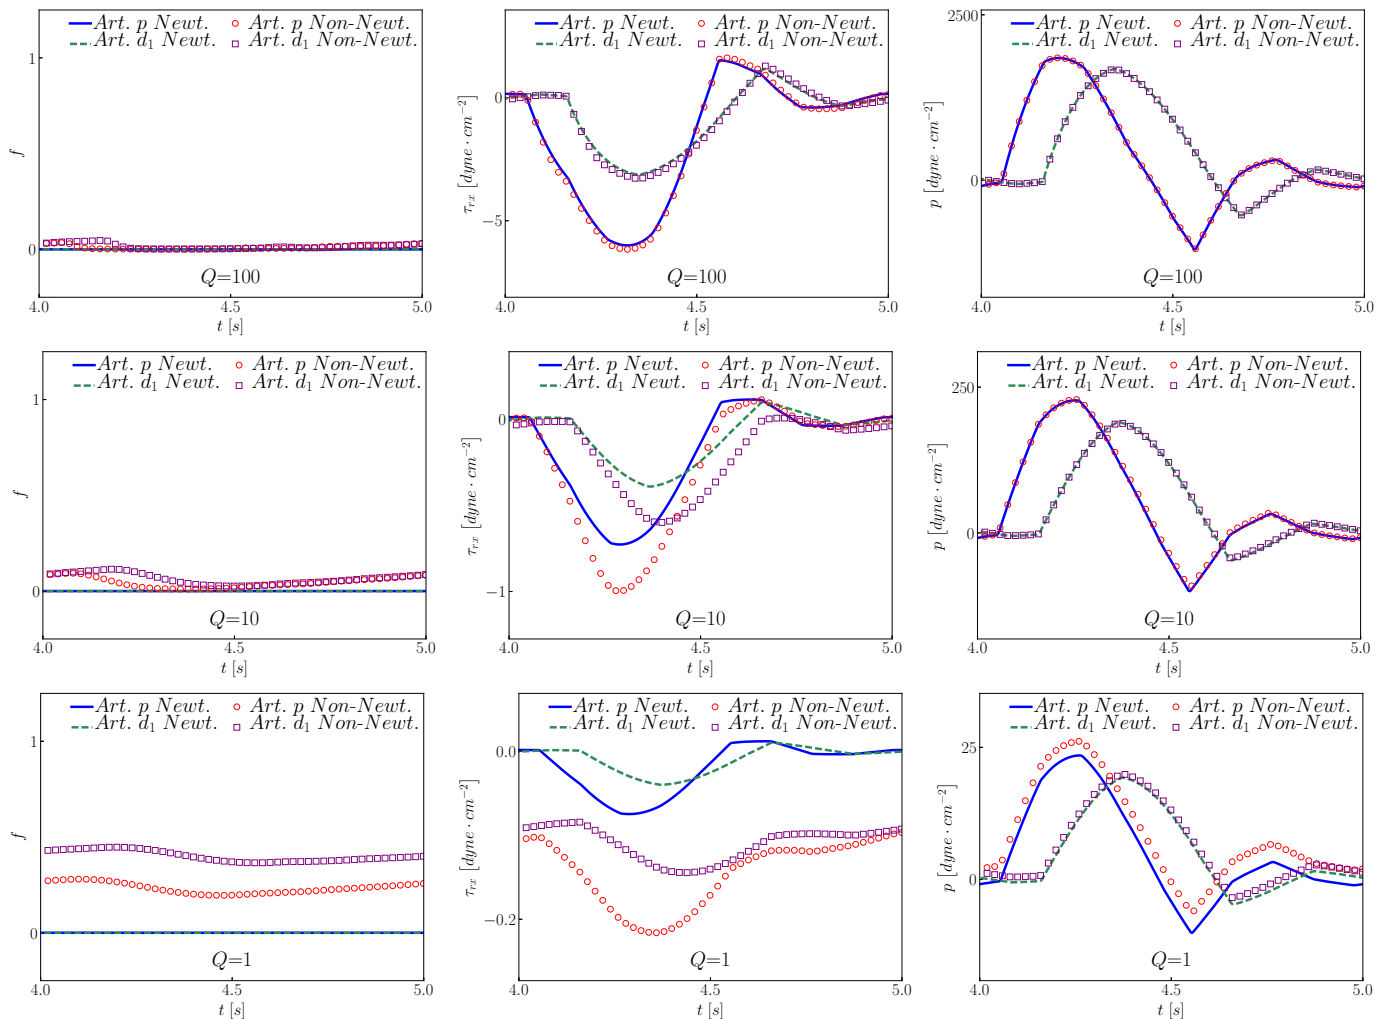 Art. p Newt. Art. p Non-Newt.
Art. d₁ Newt. Art. d₁ Non-Newt.
1
0
f
Q=100
4.0 4.5 5.0
t [s]
Art. p Newt. Art. p Non-Newt.
Art. d₁ Newt. Art. d₁ Non-Newt.
0
−5
τ_rx [dyne · cm⁻²]
Q=100
4.0 4.5 5.0
t [s]
Art. p Newt. Art. p Non-Newt.
Art. d₁ Newt. Art. d₁ Non-Newt.
2500
0
p [dyne · cm⁻²]
Q=100
4.0 4.5 5.0
t [s]
Art. p Newt. Art. p Non-Newt.
Art. d₁ Newt. Art. d₁ Non-Newt.
1
0
f
Q=10
4.0 4.5 5.0
t [s]
Art. p Newt. Art. p Non-Newt.
Art. d₁ Newt. Art. d₁ Non-Newt.
0
−1
τ_rx [dyne · cm⁻²]
Q=10
4.0 4.5 5.0
t [s]
Art. p Newt. Art. p Non-Newt.
Art. d₁ Newt. Art. d₁ Non-Newt.
250
0
p [dyne · cm⁻²]
Q=10
4.0 4.5 5.0
t [s]
Art. p Newt. Art. p Non-Newt.
Art. d₁ Newt. Art. d₁ Non-Newt.
1
0
f
Q=1
4.0 4.5 5.0
t [s]
Art. p Newt. Art. p Non-Newt.
Art. d₁ Newt. Art. d₁ Non-Newt.
0.0
−0.2
τ_rx [dyne · cm⁻²]
Q=1
4.0 4.5 5.0
t [s]
Art. p Newt. Art. p Non-Newt.
Art. d₁ Newt. Art. d₁ Non-Newt.
25
0
p [dyne · cm⁻²]
Q=1
4.0 4.5 5.0
t [s]